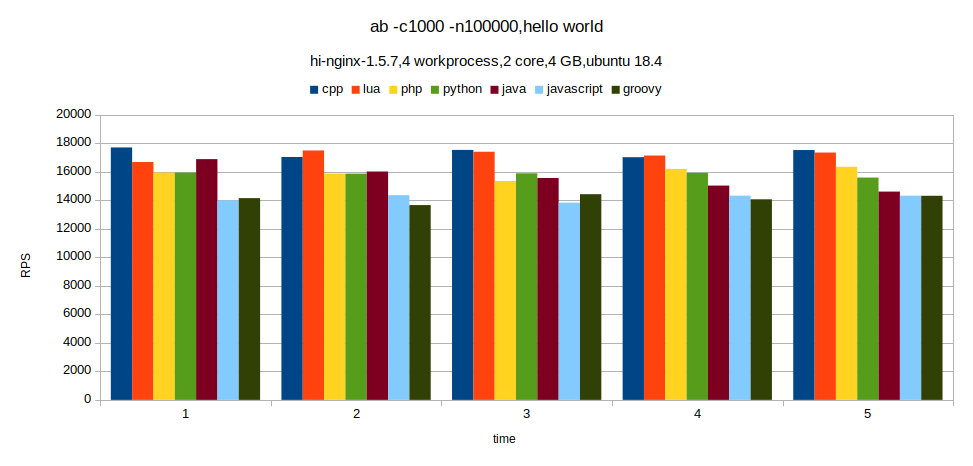 ab -c1000 -n100000,hello world
hi-nginx-1.5.7,4 workprocess,2 core,4 GB,ubuntu 18.4
cpp lua php python java javascript groovy
20000
18000
16000
14000
12000
10000
8000
6000
4000
2000
0
RPS
1 2 3 4 5
time